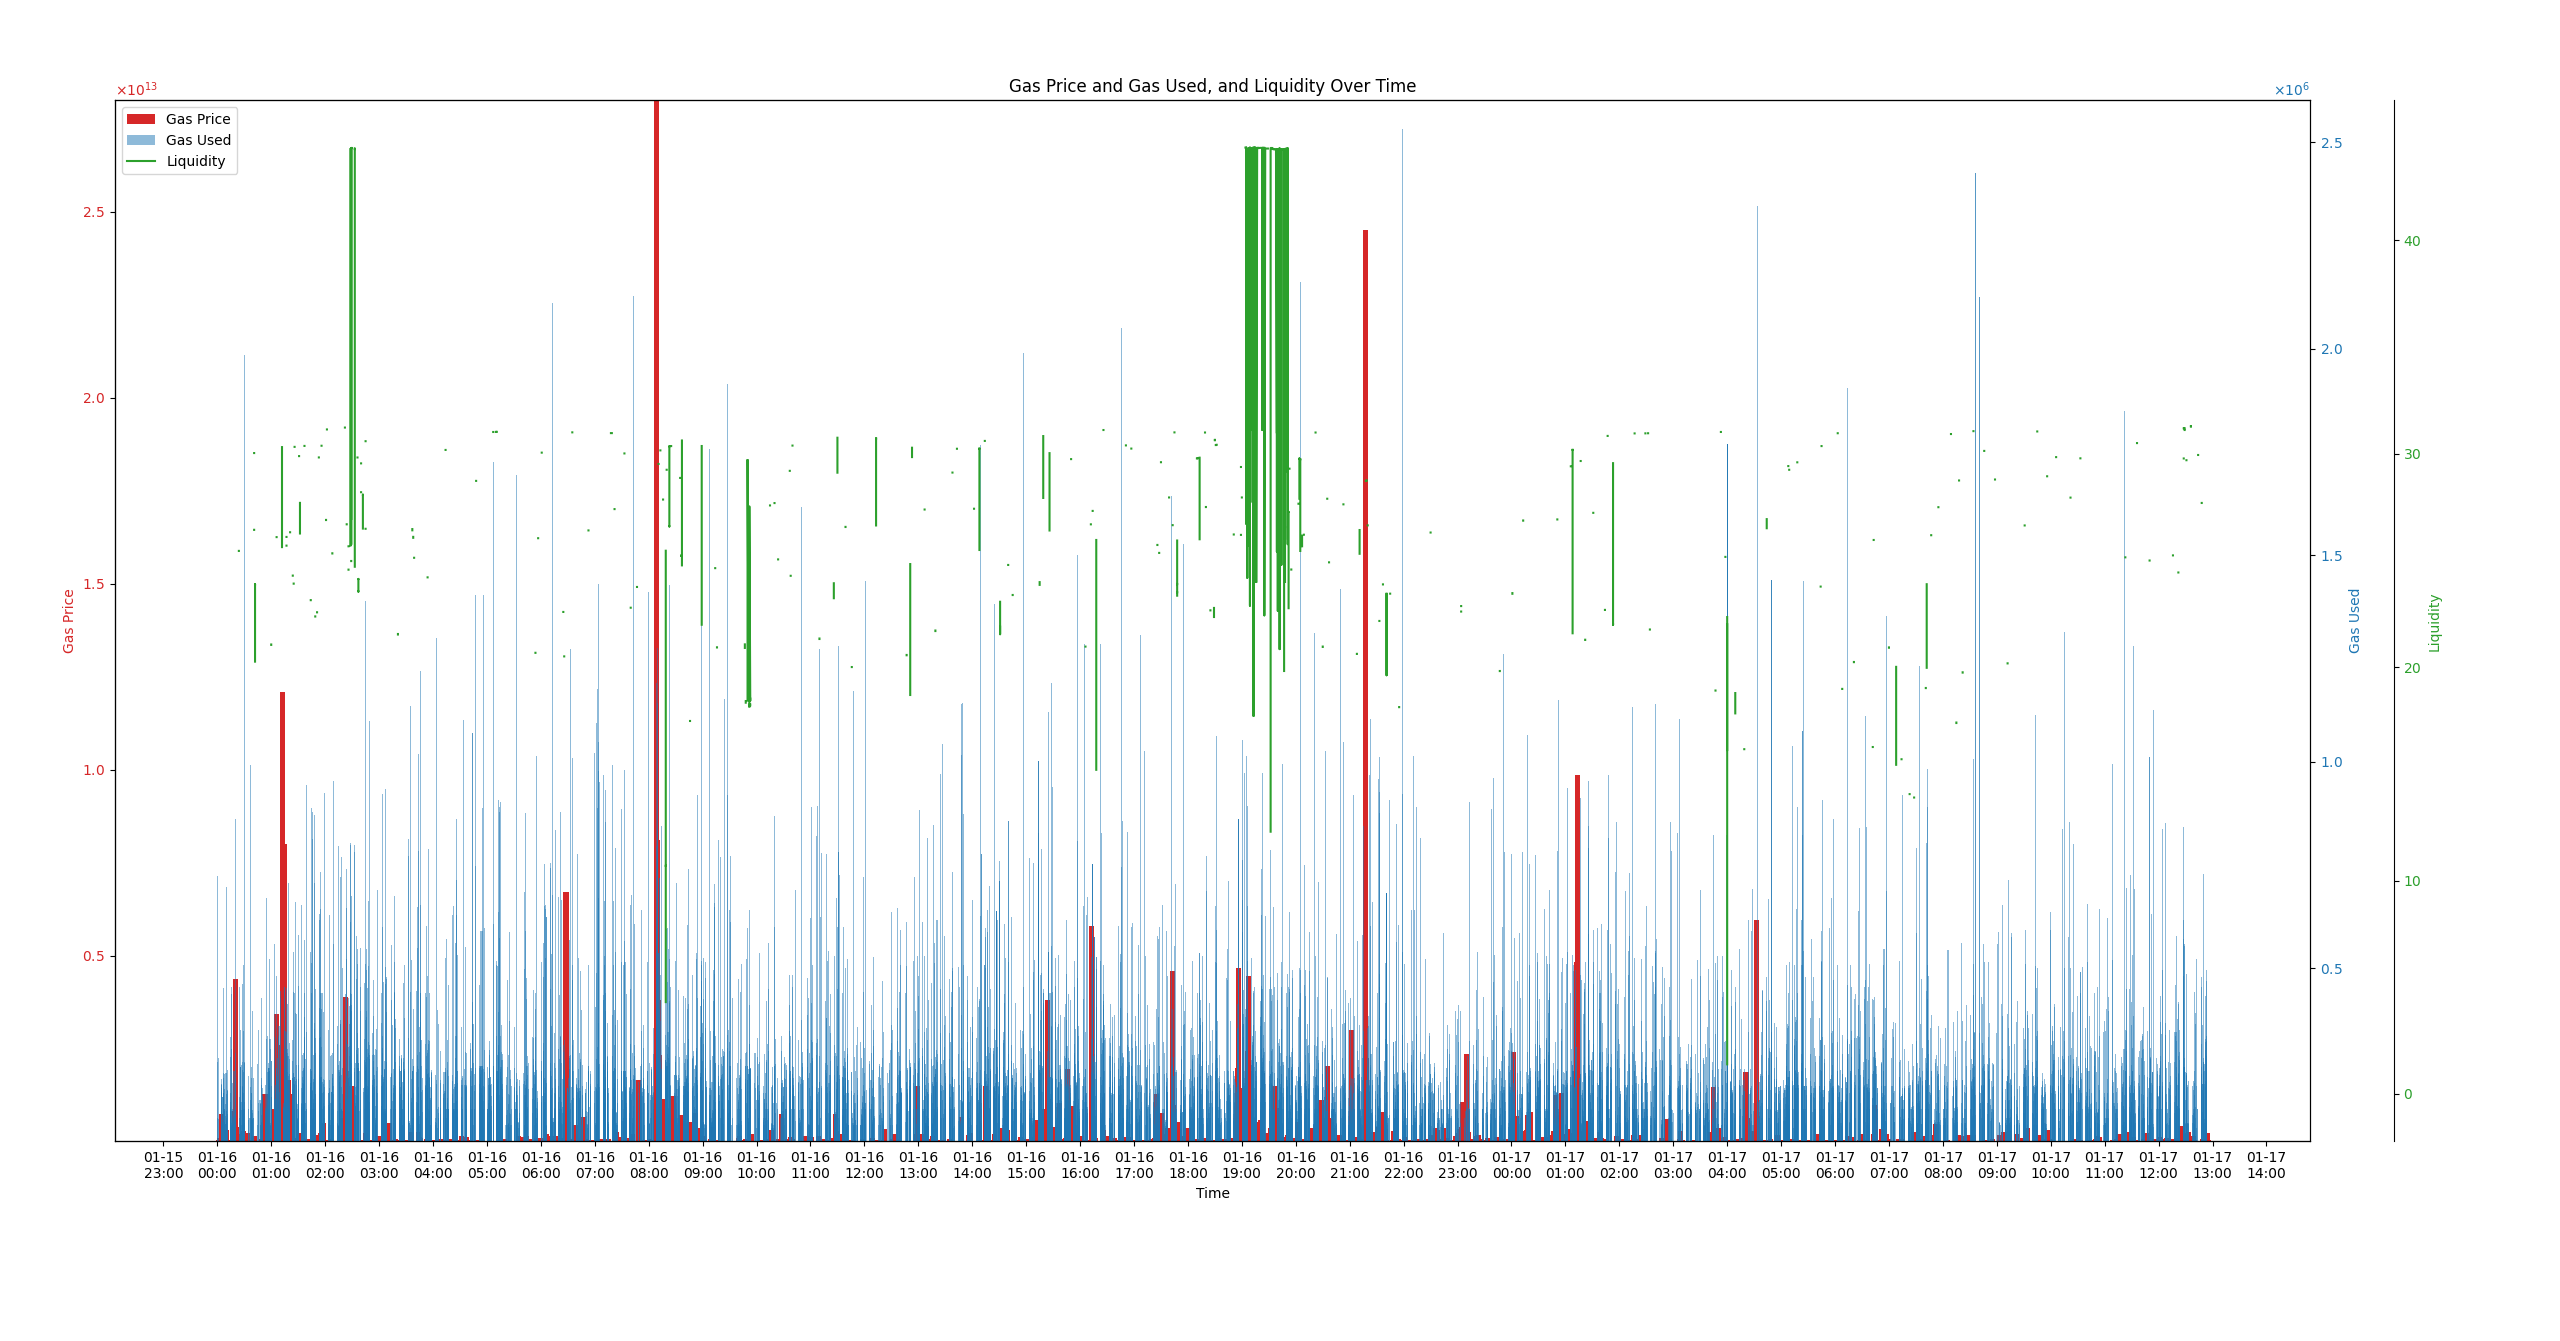 Gas Price and Gas Used, and Liquidity Over Time
×10¹³
×10⁶
Gas Price
Gas Used
Liquidity
2.5
2.0
1.5
1.0
0.5
Gas Price
2.5
2.0
1.5
1.0
0.5
Gas Used
40
30
20
10
0
Liquidity
01-15 01-16 01-16 01-16 01-16 01-16 01-16 01-16 01-16 01-16 01-16 01-16 01-16 01-16 01-16 01-16 01-16 01-16 01-16 01-16 01-16 01-16 01-16 01-16 01-16 01-17 01-17 01-17 01-17 01-17 01-17 01-17 01-17 01-17 01-17 01-17 01-17 01-17 01-17 01-17
23:00 00:00 01:00 02:00 03:00 04:00 05:00 06:00 07:00 08:00 09:00 10:00 11:00 12:00 13:00 14:00 15:00 16:00 17:00 18:00 19:00 20:00 21:00 22:00 23:00 00:00 01:00 02:00 03:00 04:00 05:00 06:00 07:00 08:00 09:00 10:00 11:00 12:00 13:00 14:00
Time